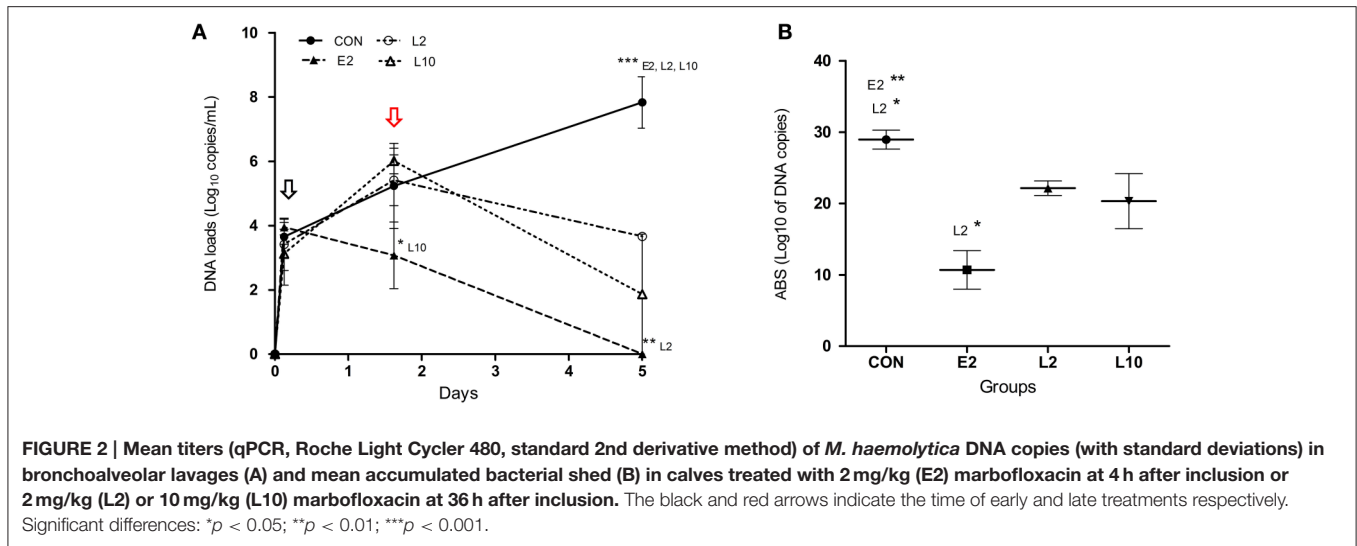 A
B
CON
L2
E2
L10
10
8
6
4
2
0
DNA loads (Log10 copies/mL)
*** E2, L2, L10
* L10
** L2
0 1 2 3 4 5
Days
40
30
20
10
0
ABS (Log10 of DNA copies)
E2 **
L2 *
L2 *
CON E2 L2 L10
Groups
FIGURE 2 | Mean titers (qPCR, Roche Light Cycler 480, standard 2nd derivative method) of M. haemolytica DNA copies (with standard deviations) in
bronchoalveolar lavages (A) and mean accumulated bacterial shed (B) in calves treated with 2 mg/kg (E2) marbofloxacin at 4 h after inclusion or
2 mg/kg (L2) or 10 mg/kg (L10) marbofloxacin at 36 h after inclusion. The black and red arrows indicate the time of early and late treatments respectively.
Significant differences: *p < 0.05; **p < 0.01; ***p < 0.001.